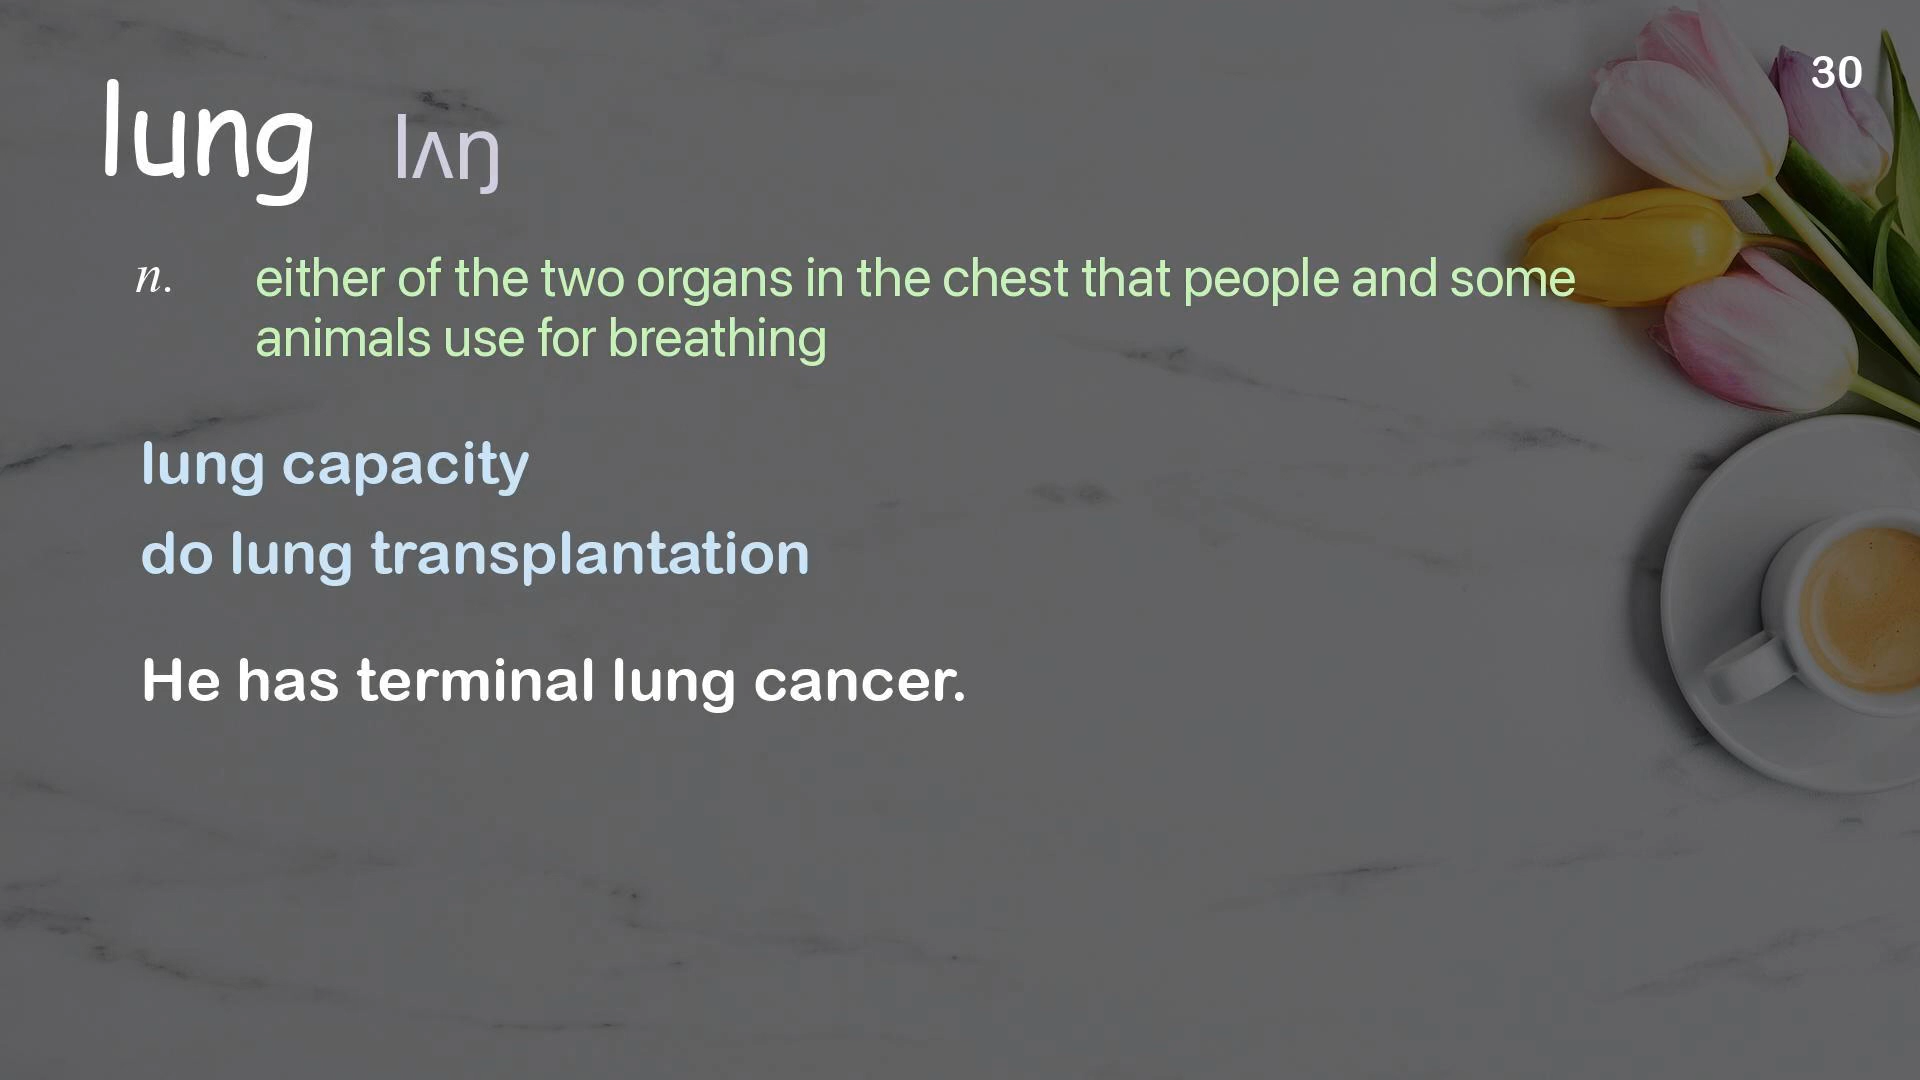 30
lung lʌŋ
n. either of the two organs in the chest that people and some
animals use for breathing
lung capacity
do lung transplantation
He has terminal lung cancer.